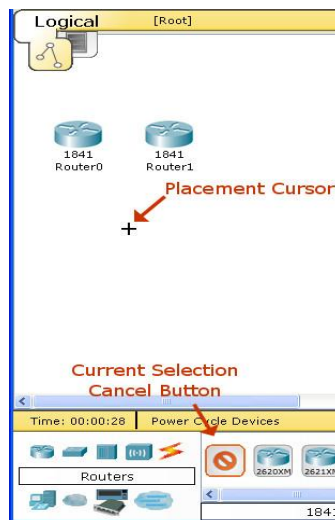 Logical [Root]
1841 1841
Router0 Router1
Placement Cursor
Current Selection
Cancel Button
Time: 00:00:28 Power Cycle Devices
2620XM 2621XM
Routers
1841